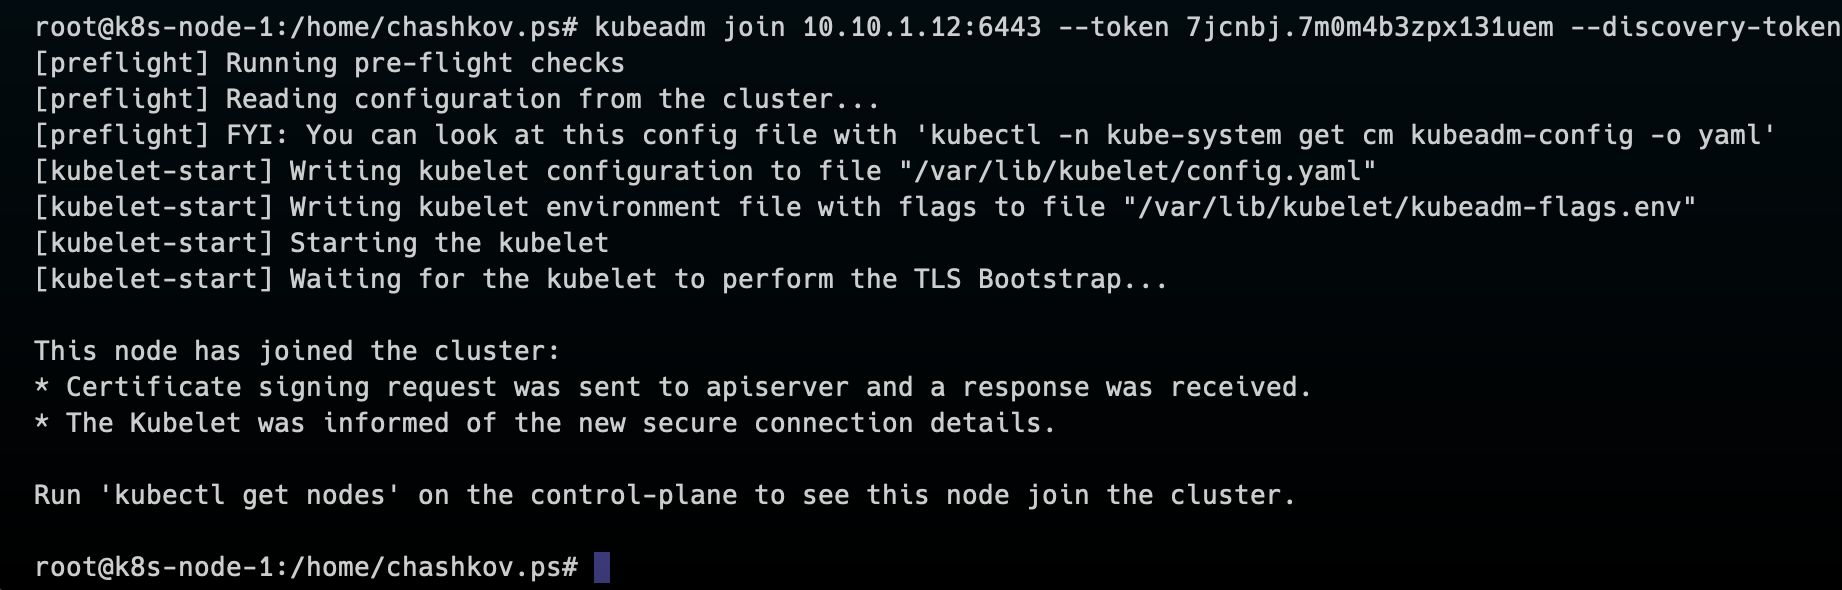 root@k8s-node-1:/home/chashkov.ps# kubeadm join 10.10.1.12:6443 --token 7jcnbj.7m0m4b3zpx131uem --discovery-token
[preflight] Running pre-flight checks
[preflight] Reading configuration from the cluster...
[preflight] FYI: You can look at this config file with 'kubectl -n kube-system get cm kubeadm-config -o yaml'
[kubelet-start] Writing kubelet configuration to file "/var/lib/kubelet/config.yaml"
[kubelet-start] Writing kubelet environment file with flags to file "/var/lib/kubelet/kubeadm-flags.env"
[kubelet-start] Starting the kubelet
[kubelet-start] Waiting for the kubelet to perform the TLS Bootstrap...
This node has joined the cluster:
* Certificate signing request was sent to apiserver and a response was received.
* The Kubelet was informed of the new secure connection details.
Run 'kubectl get nodes' on the control-plane to see this node join the cluster.
root@k8s-node-1:/home/chashkov.ps#